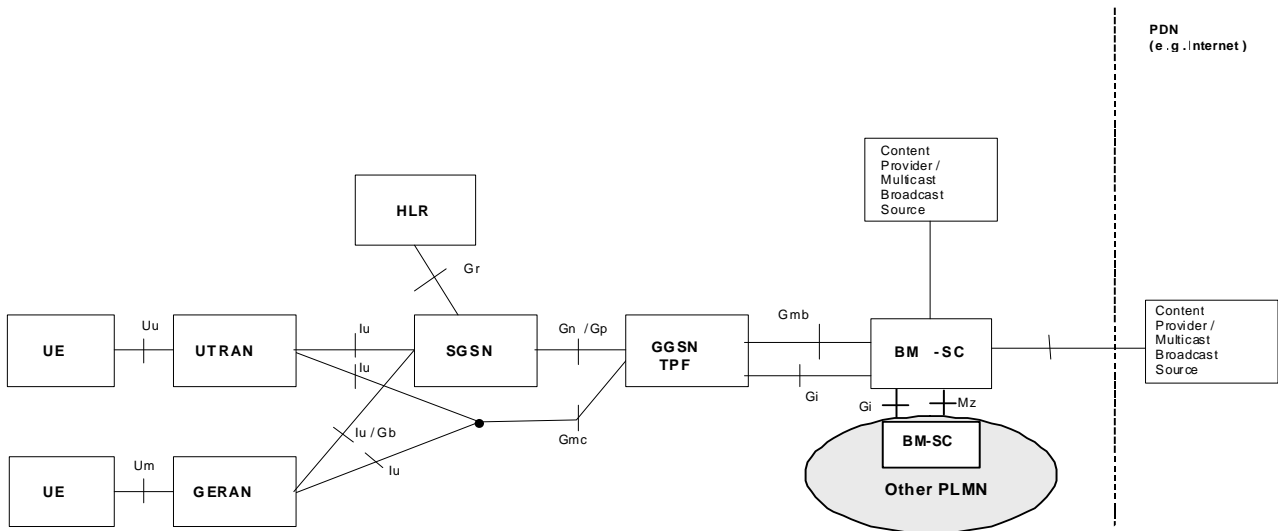 PDN
(e.g.Internet)
Content
Provider /
Multicast
Broadcast
Source
HLR
Gr
Uu
Iu
Gn / Gp
Gmb
UE
UTRAN
SGSN
GGSN
TPF
BM -SC
Content
Provider /
Multicast
Broadcast
Source
Iu
Gi
Gi
Mz
Iu / Gb
Gmc
BM-SC
Um
Iu
UE
GERAN
Other PLMN